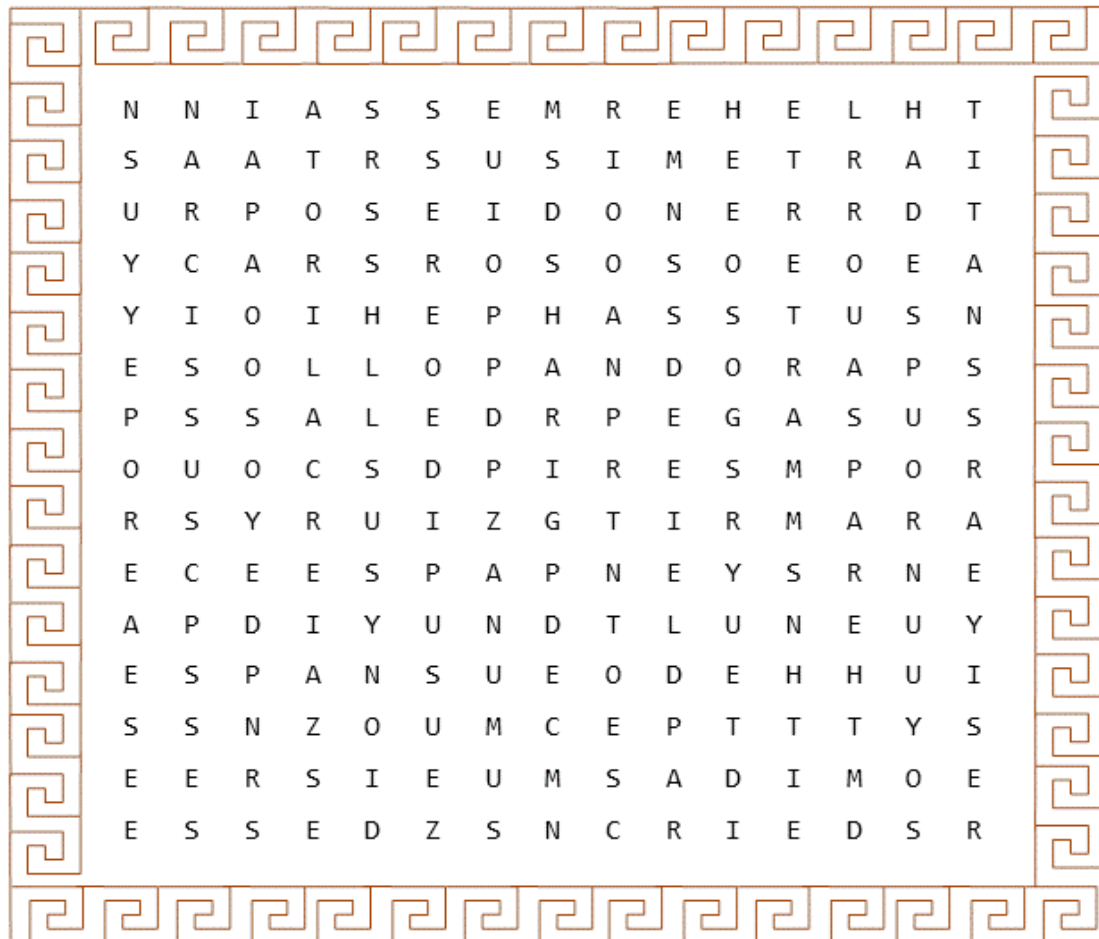 N N I A S S E M R E H E L H T
S A A T R S U S I M E T R A I
U R P O S E I D O N E R R D T
Y C A R S R O S O S O E O E A
Y I O I H E P H A S S T U S N
E S O L L O P A N D O R A P S
P S S A L E D R P E G A S U S
O U O C S D P I R E S M P O R
R S Y R U I Z G T I R M A R A
E C E E S P A P N E Y S R N E
A P D I Y U N D T L U N E U Y
E S P A N S U E O D E H H U I
S S N Z O U M C E P T T T Y S
E E R S I E U M S A D I M O E
E S S E D Z S N C R I E D S R